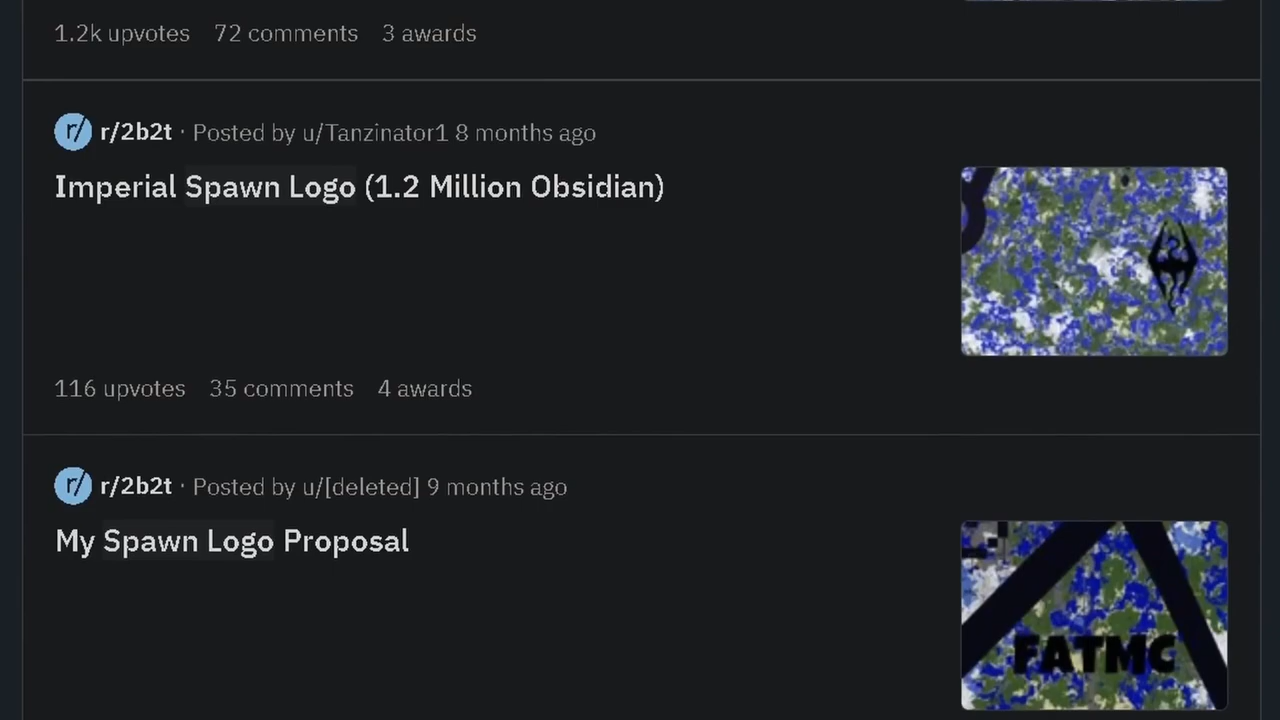 1.2k upvotes 72 comments 3 awards
r/ r/2b2t · Posted by u/Tanzinator1 8 months ago
Imperial Spawn Logo (1.2 Million Obsidian)
116 upvotes 35 comments 4 awards
r/ r/2b2t · Posted by u/[deleted] 9 months ago
My Spawn Logo Proposal
FATMC